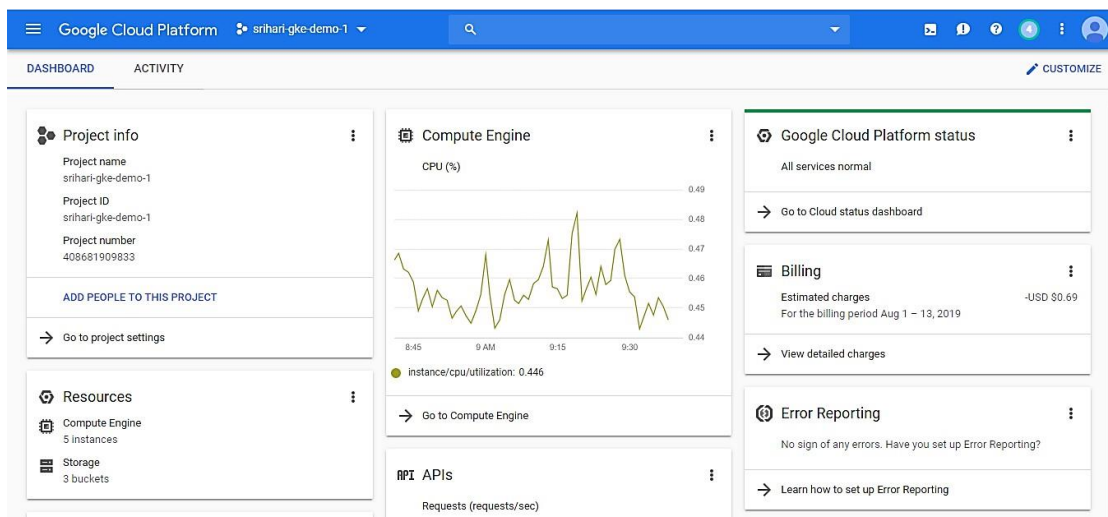 Google Cloud Platform
srihari-gke-demo-1
4
DASHBOARD
ACTIVITY
CUSTOMIZE
Project info
Project name
srihari-gke-demo-1
Project ID
srihari-gke-demo-1
Project number
408681909833
ADD PEOPLE TO THIS PROJECT
Go to project settings
Resources
Compute Engine
5 instances
Storage
3 buckets
Compute Engine
CPU (%)
0.49
0.48
0.47
0.46
0.45
0.44
8:45 9 AM 9:15 9:30
instance/cpu/utilization: 0.446
Go to Compute Engine
API APIs
Requests (requests/sec)
Google Cloud Platform status
All services normal
Go to Cloud status dashboard
Billing
Estimated charges -USD $0.69
For the billing period Aug 1 – 13, 2019
View detailed charges
Error Reporting
No sign of any errors. Have you set up Error Reporting?
Learn how to set up Error Reporting